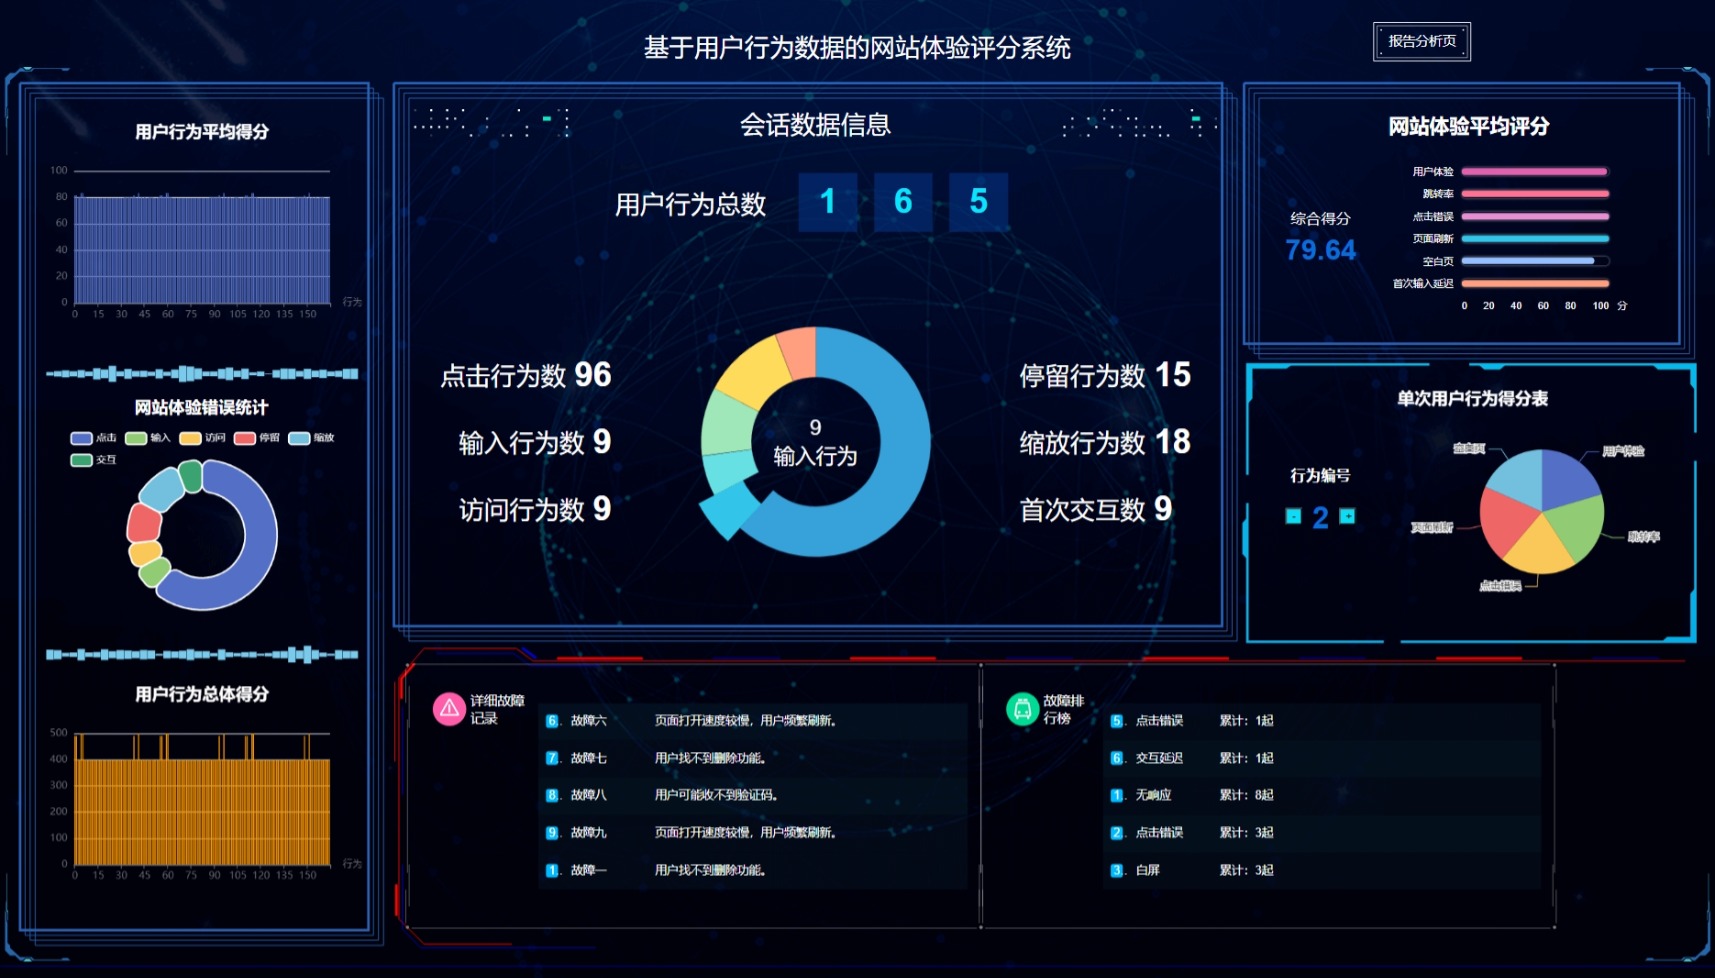 基于用户行为数据的网站体验评分系统
报告分析页
用户行为平均得分
100
80
60
40
20
0
行为
0 15 30 45 60 75 90 105 120 135 150
网站体验错误统计
点击 输入 访问 停留 缩放
交互
用户行为总体得分
500
400
300
200
100
0
行为
0 15 30 45 60 75 90 105 120 135 150
会话数据信息
用户行为总数 1 6 5
点击行为数 96
输入行为数 9
访问行为数 9
9
输入行为
停留行为数 15
缩放行为数 18
首次交互数 9
网站体验平均评分
综合得分
79.64
用户体验
跳转率
点击错误
页面刷新
空白页
首次输入延迟
0 20 40 60 80 100 分
单次用户行为得分表
行为编号
- 2 +
空白页
用户体验
页面刷新
跳转率
点击错误
详细故障
记录
6. 故障六 页面打开速度较慢，用户频繁刷新。
7. 故障七 用户找不到删除功能。
8. 故障八 用户可能收不到验证码。
9. 故障九 页面打开速度较慢，用户频繁刷新。
1. 故障一 用户找不到删除功能。
故障排
行榜
5. 点击错误 累计：1起
6. 交互延迟 累计：1起
1. 无响应 累计：8起
2. 点击错误 累计：3起
3. 白屏 累计：3起